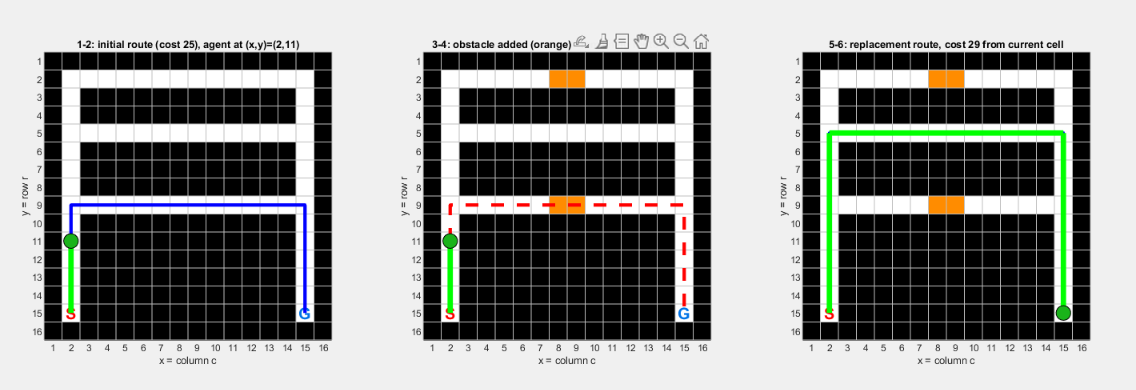 1-2: initial route (cost 25), agent at (x,y)=(2,11)
y = row r
1
2
3
4
5
6
7
8
9
10
11
12
13
14
15
16
S
G
1 2 3 4 5 6 7 8 9 10 11 12 13 14 15 16
x = column c
3-4: obstacle added (orange)
y = row r
1
2
3
4
5
6
7
8
9
10
11
12
13
14
15
16
S
G
1 2 3 4 5 6 7 8 9 10 11 12 13 14 15 16
x = column c
5-6: replacement route, cost 29 from current cell
y = row r
1
2
3
4
5
6
7
8
9
10
11
12
13
14
15
16
S
1 2 3 4 5 6 7 8 9 10 11 12 13 14 15 16
x = column c